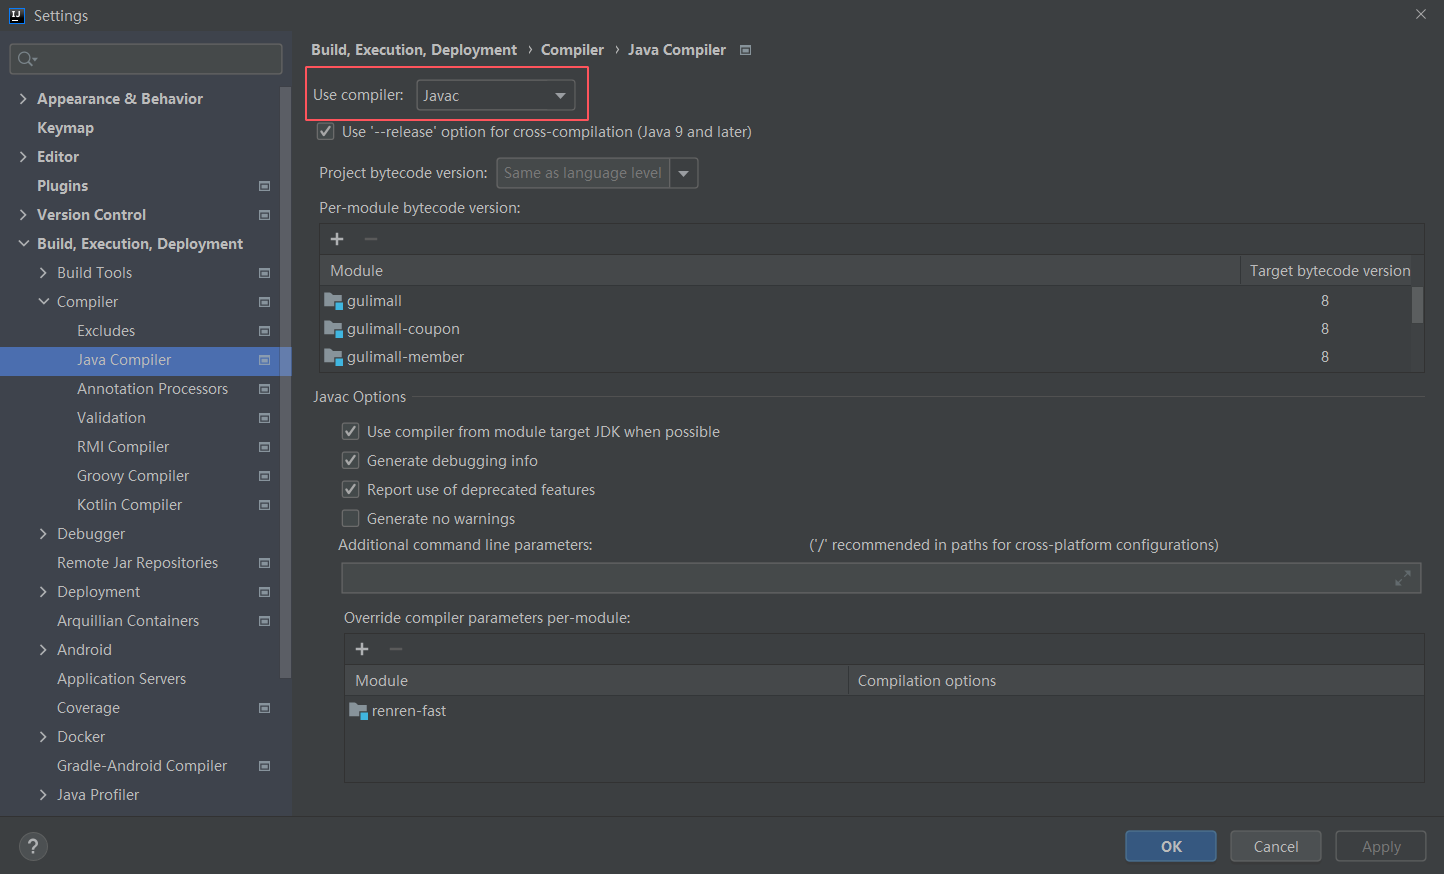 Settings
Build, Execution, Deployment › Compiler › Java Compiler
Use compiler: Javac
Use '--release' option for cross-compilation (Java 9 and later)
Project bytecode version: Same as language level
Per-module bytecode version:
Module Target bytecode version
gulimall 8
gulimall-coupon 8
gulimall-member 8
Javac Options
Use compiler from module target JDK when possible
Generate debugging info
Report use of deprecated features
Generate no warnings
Additional command line parameters: ('/' recommended in paths for cross-platform configurations)
Override compiler parameters per-module:
Module Compilation options
renren-fast
Appearance & Behavior
Keymap
Editor
Plugins
Version Control
Build, Execution, Deployment
Build Tools
Compiler
Excludes
Java Compiler
Annotation Processors
Validation
RMI Compiler
Groovy Compiler
Kotlin Compiler
Debugger
Remote Jar Repositories
Deployment
Arquillian Containers
Android
Application Servers
Coverage
Docker
Gradle-Android Compiler
Java Profiler
? OK Cancel Apply